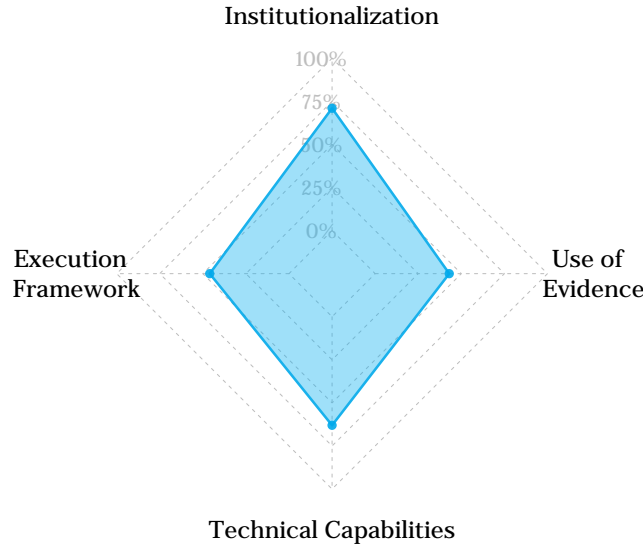 Institutionalization
100%
75%
50%
25%
0%
Execution
Framework
Use of
Evidence
Technical Capabilities